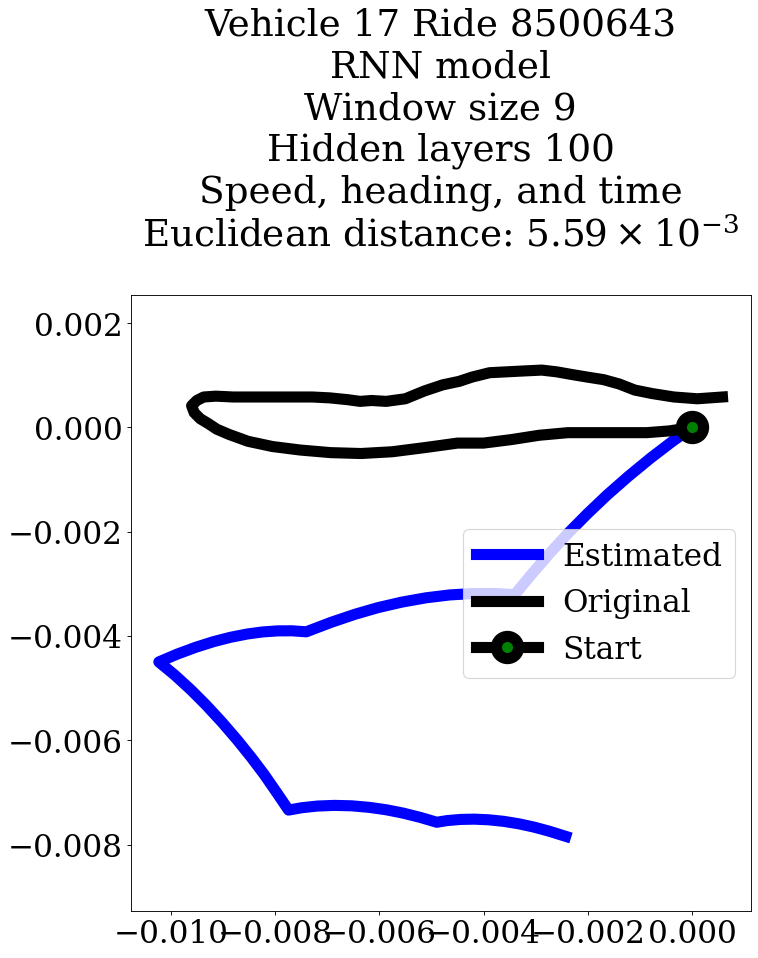 Vehicle 17 Ride 8500643
RNN model
Window size 9
Hidden layers 100
Speed, heading, and time
Euclidean distance: 5.59 × 10⁻³
0.002
0.000
−0.002
−0.004
−0.006
−0.008
Estimated
Original
Start
−0.010 −0.008 −0.006 −0.004 −0.002 0.000